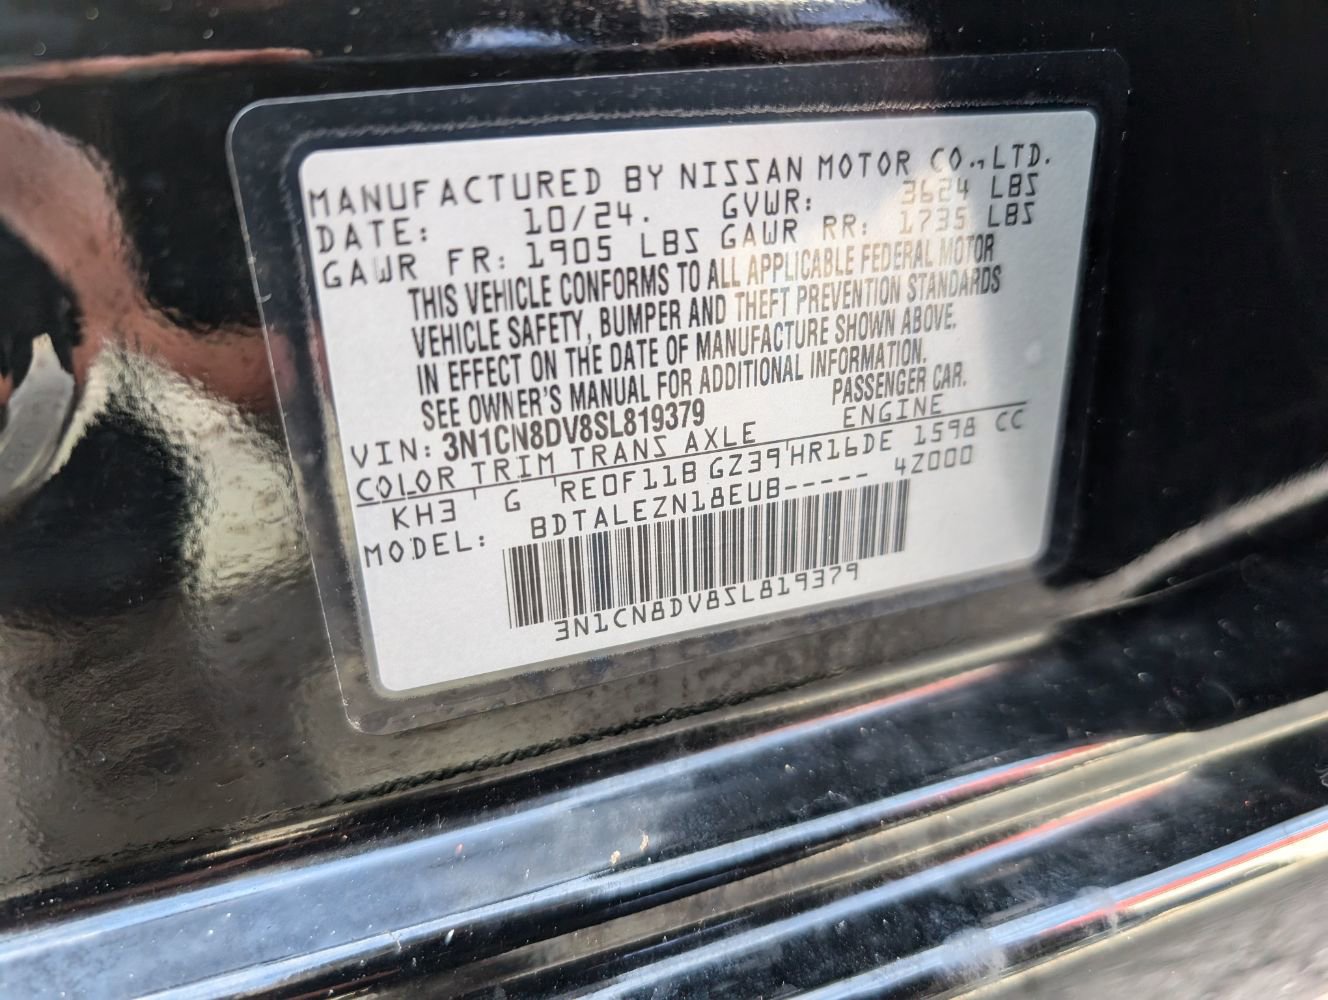 MANUFACTURED BY NISSAN MOTOR CO.,LTD.
DATE: 10/24. GVWR: 3624 LBS
GAWR FR: 1905 LBS GAWR RR: 1735 LBS
THIS VEHICLE CONFORMS TO ALL APPLICABLE FEDERAL MOTOR
VEHICLE SAFETY, BUMPER AND THEFT PREVENTION STANDARDS
IN EFFECT ON THE DATE OF MANUFACTURE SHOWN ABOVE.
SEE OWNER'S MANUAL FOR ADDITIONAL INFORMATION.
VIN: 3N1CN8DV8SL819379 PASSENGER CAR.
COLOR TRIM TRANS AXLE ENGINE
KH3 ' G 'RE0F11B GZ39'HR16DE 1598 CC
MODEL: BDTALEZN18EUB----- 4Z000
3N1CN8DV8SL819379